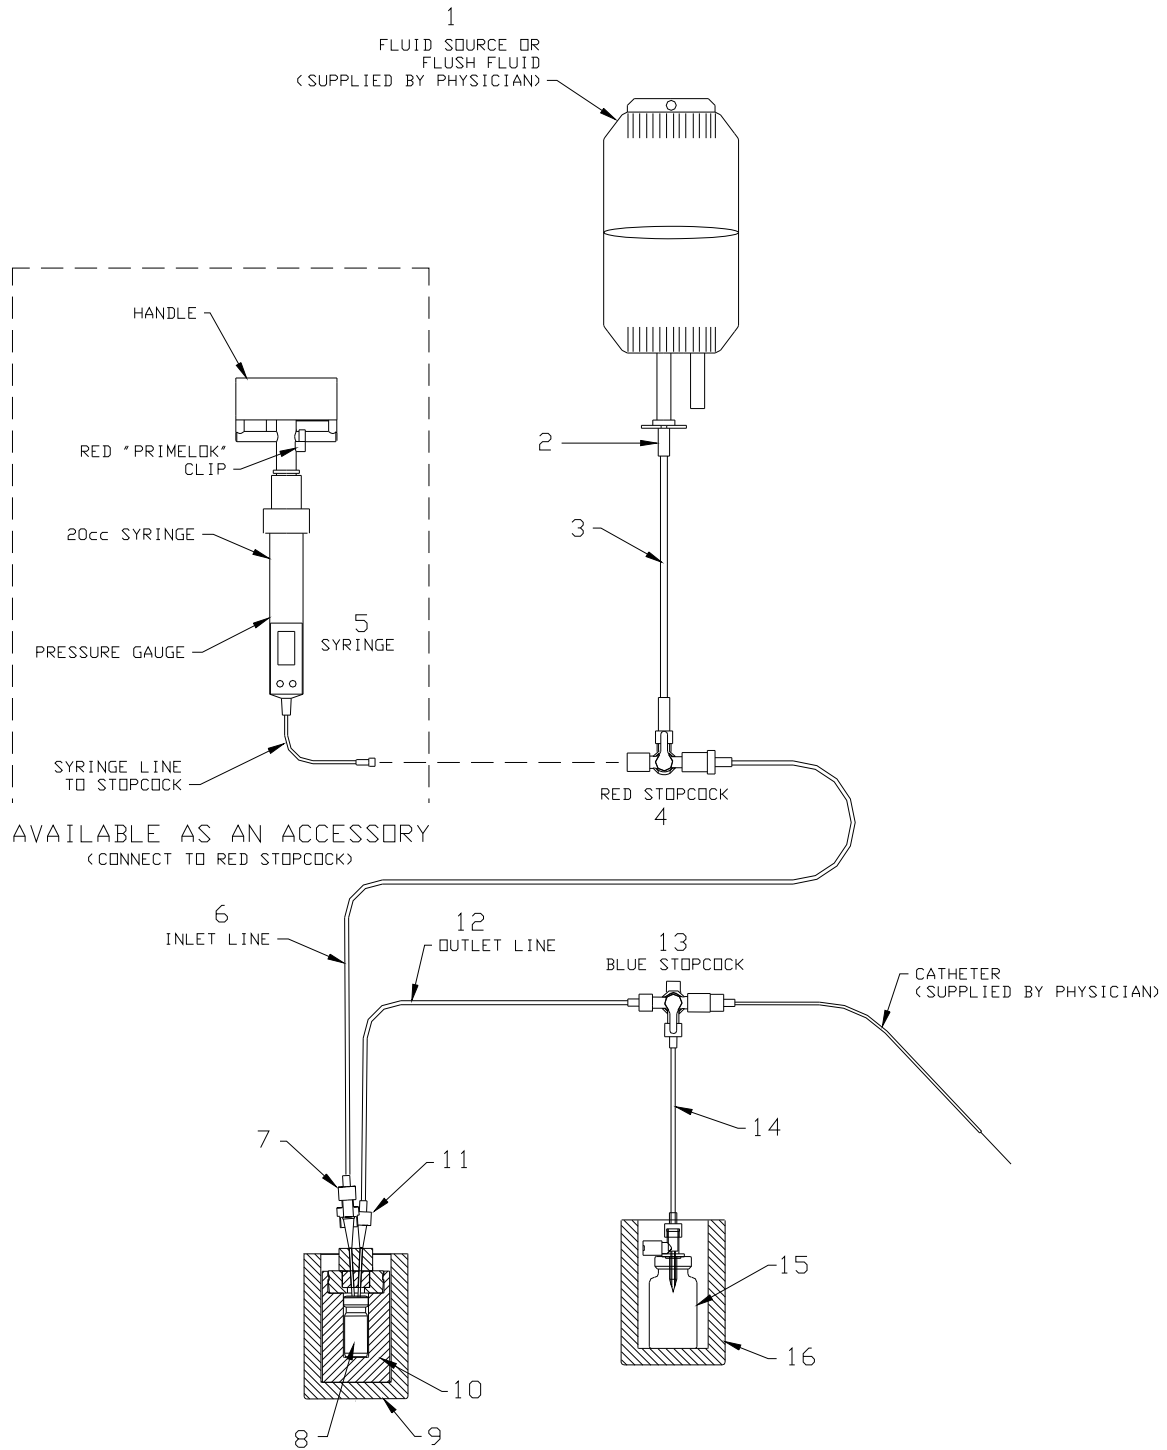 1
FLUID SOURCE OR
FLUSH FLUID
(SUPPLIED BY PHYSICIAN)
HANDLE
RED "PRIMELOK"
CLIP
20cc SYRINGE
PRESSURE GAUGE
5
SYRINGE
SYRINGE LINE
TO STOPCOCK
AVAILABLE AS AN ACCESSORY
(CONNECT TO RED STOPCOCK)
2
3
RED STOPCOCK
4
6
INLET LINE
12
OUTLET LINE
13
BLUE STOPCOCK
CATHETER
(SUPPLIED BY PHYSICIAN)
7
11
14
15
16
10
9
8